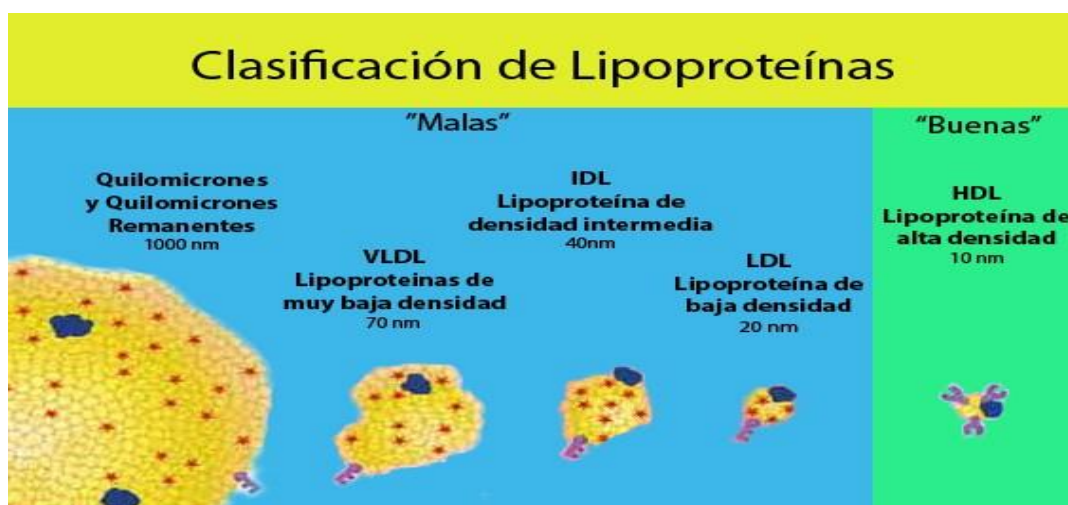 Clasificación de Lipoproteínas
"Malas"
"Buenas"
Quilomicrones
y Quilomicrones
Remanentes
1000 nm
VLDL
Lipoproteinas de
muy baja densidad
70 nm
IDL
Lipoproteína de
densidad intermedia
40nm
LDL
Lipoproteína de
baja densidad
20 nm
HDL
Lipoproteína de
alta densidad
10 nm